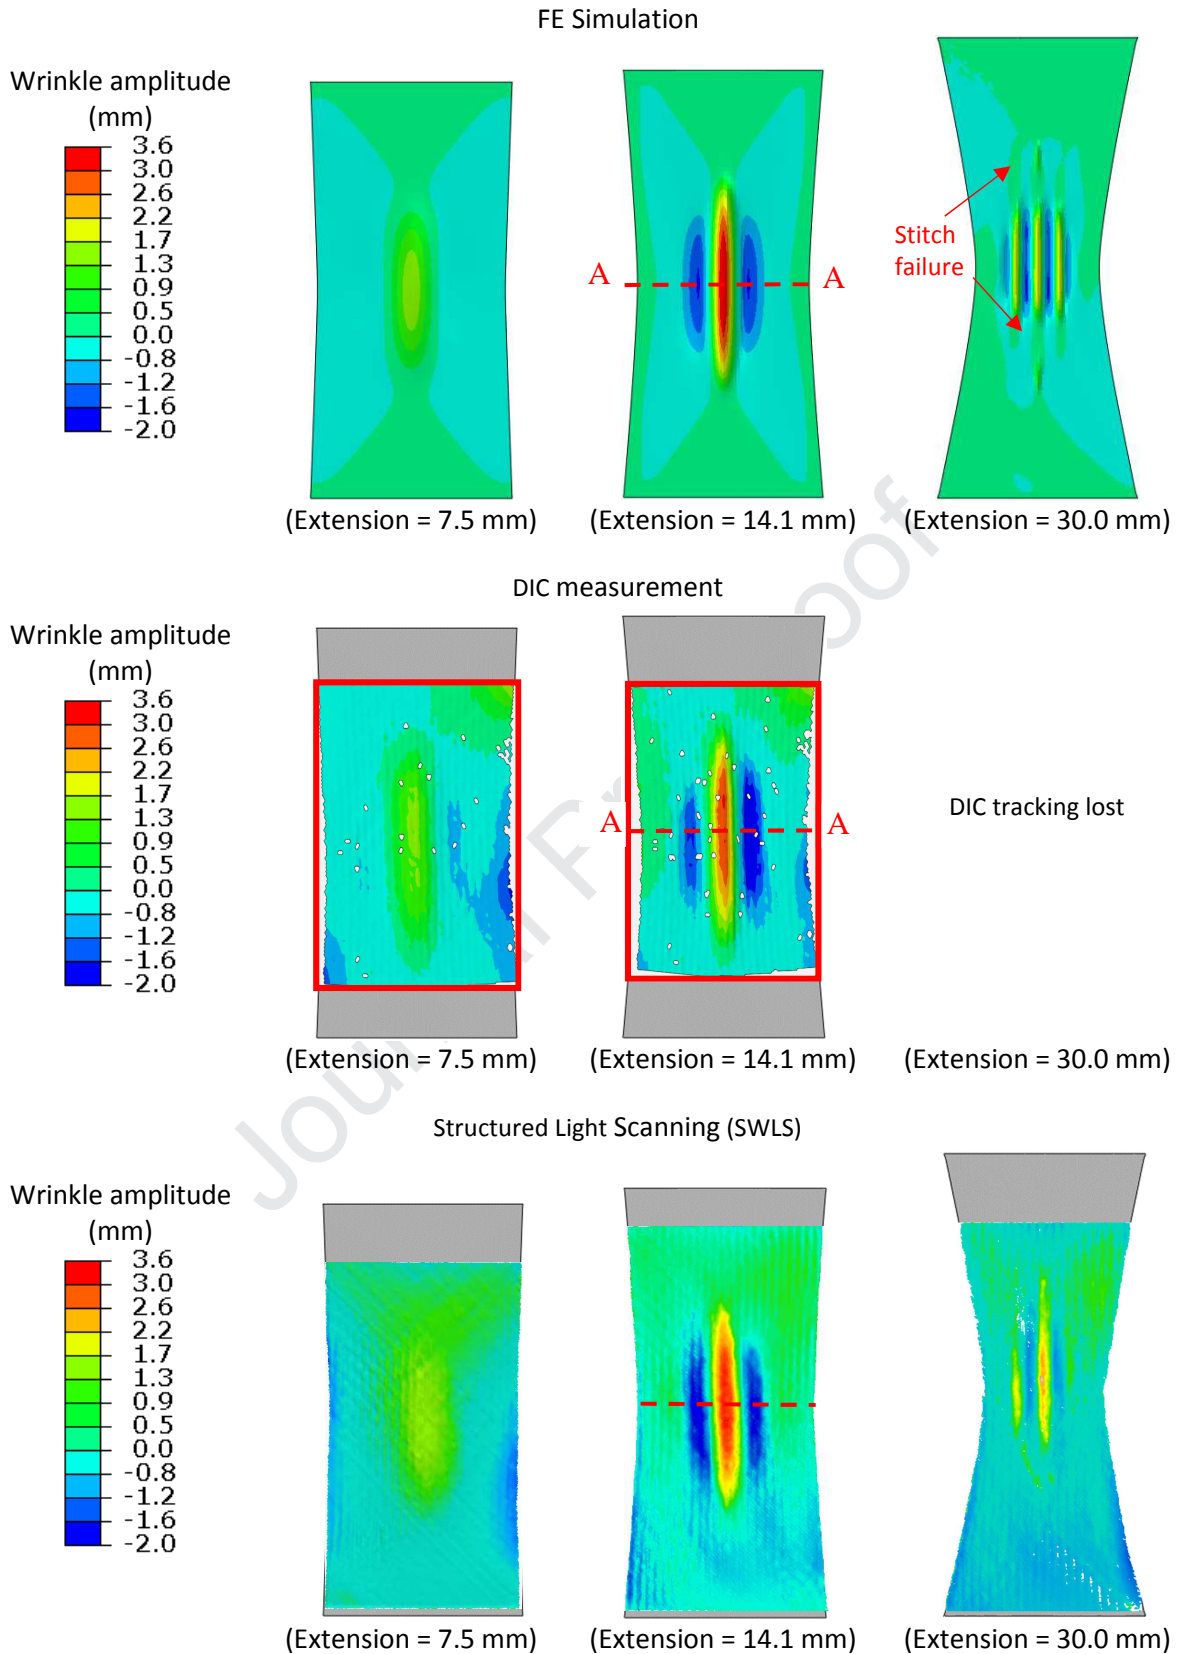 FE Simulation
Wrinkle amplitude
(mm)
3.6
3.0
2.6
2.2
1.7
1.3
0.9
0.5
0.0
-0.8
-1.2
-1.6
-2.0
A
A
Stitch
failure
(Extension = 7.5 mm)
(Extension = 14.1 mm)
(Extension = 30.0 mm)
DIC measurement
Wrinkle amplitude
(mm)
3.6
3.0
2.6
2.2
1.7
1.3
0.9
0.5
0.0
-0.8
-1.2
-1.6
-2.0
A
A
DIC tracking lost
(Extension = 7.5 mm)
(Extension = 14.1 mm)
(Extension = 30.0 mm)
Structured Light Scanning (SWLS)
Wrinkle amplitude
(mm)
3.6
3.0
2.6
2.2
1.7
1.3
0.9
0.5
0.0
-0.8
-1.2
-1.6
-2.0
(Extension = 7.5 mm)
(Extension = 14.1 mm)
(Extension = 30.0 mm)